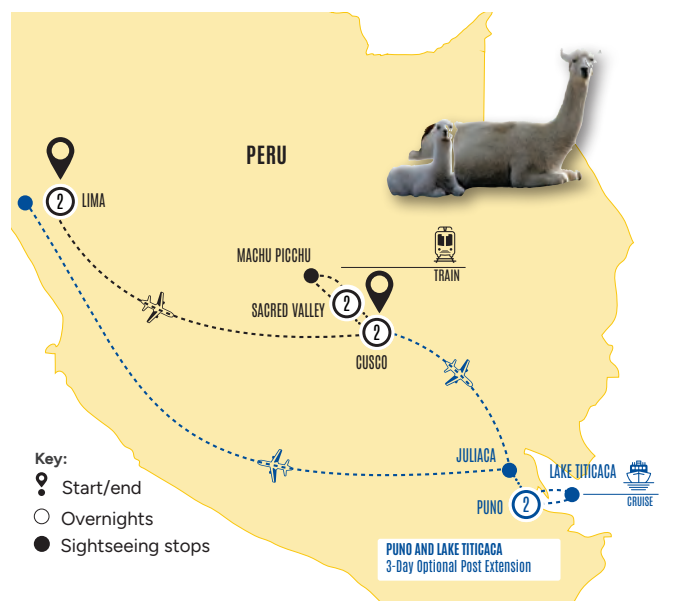 PERU
2
LIMA
MACHU PICCHU
TRAIN
SACRED VALLEY
2
2
CUSCO
JULIACA
LAKE TITICACA
CRUISE
PUNO
2
Key:
Start/end
Overnights
Sightseeing stops
PUNO AND LAKE TITICACA
3-Day Optional Post Extension